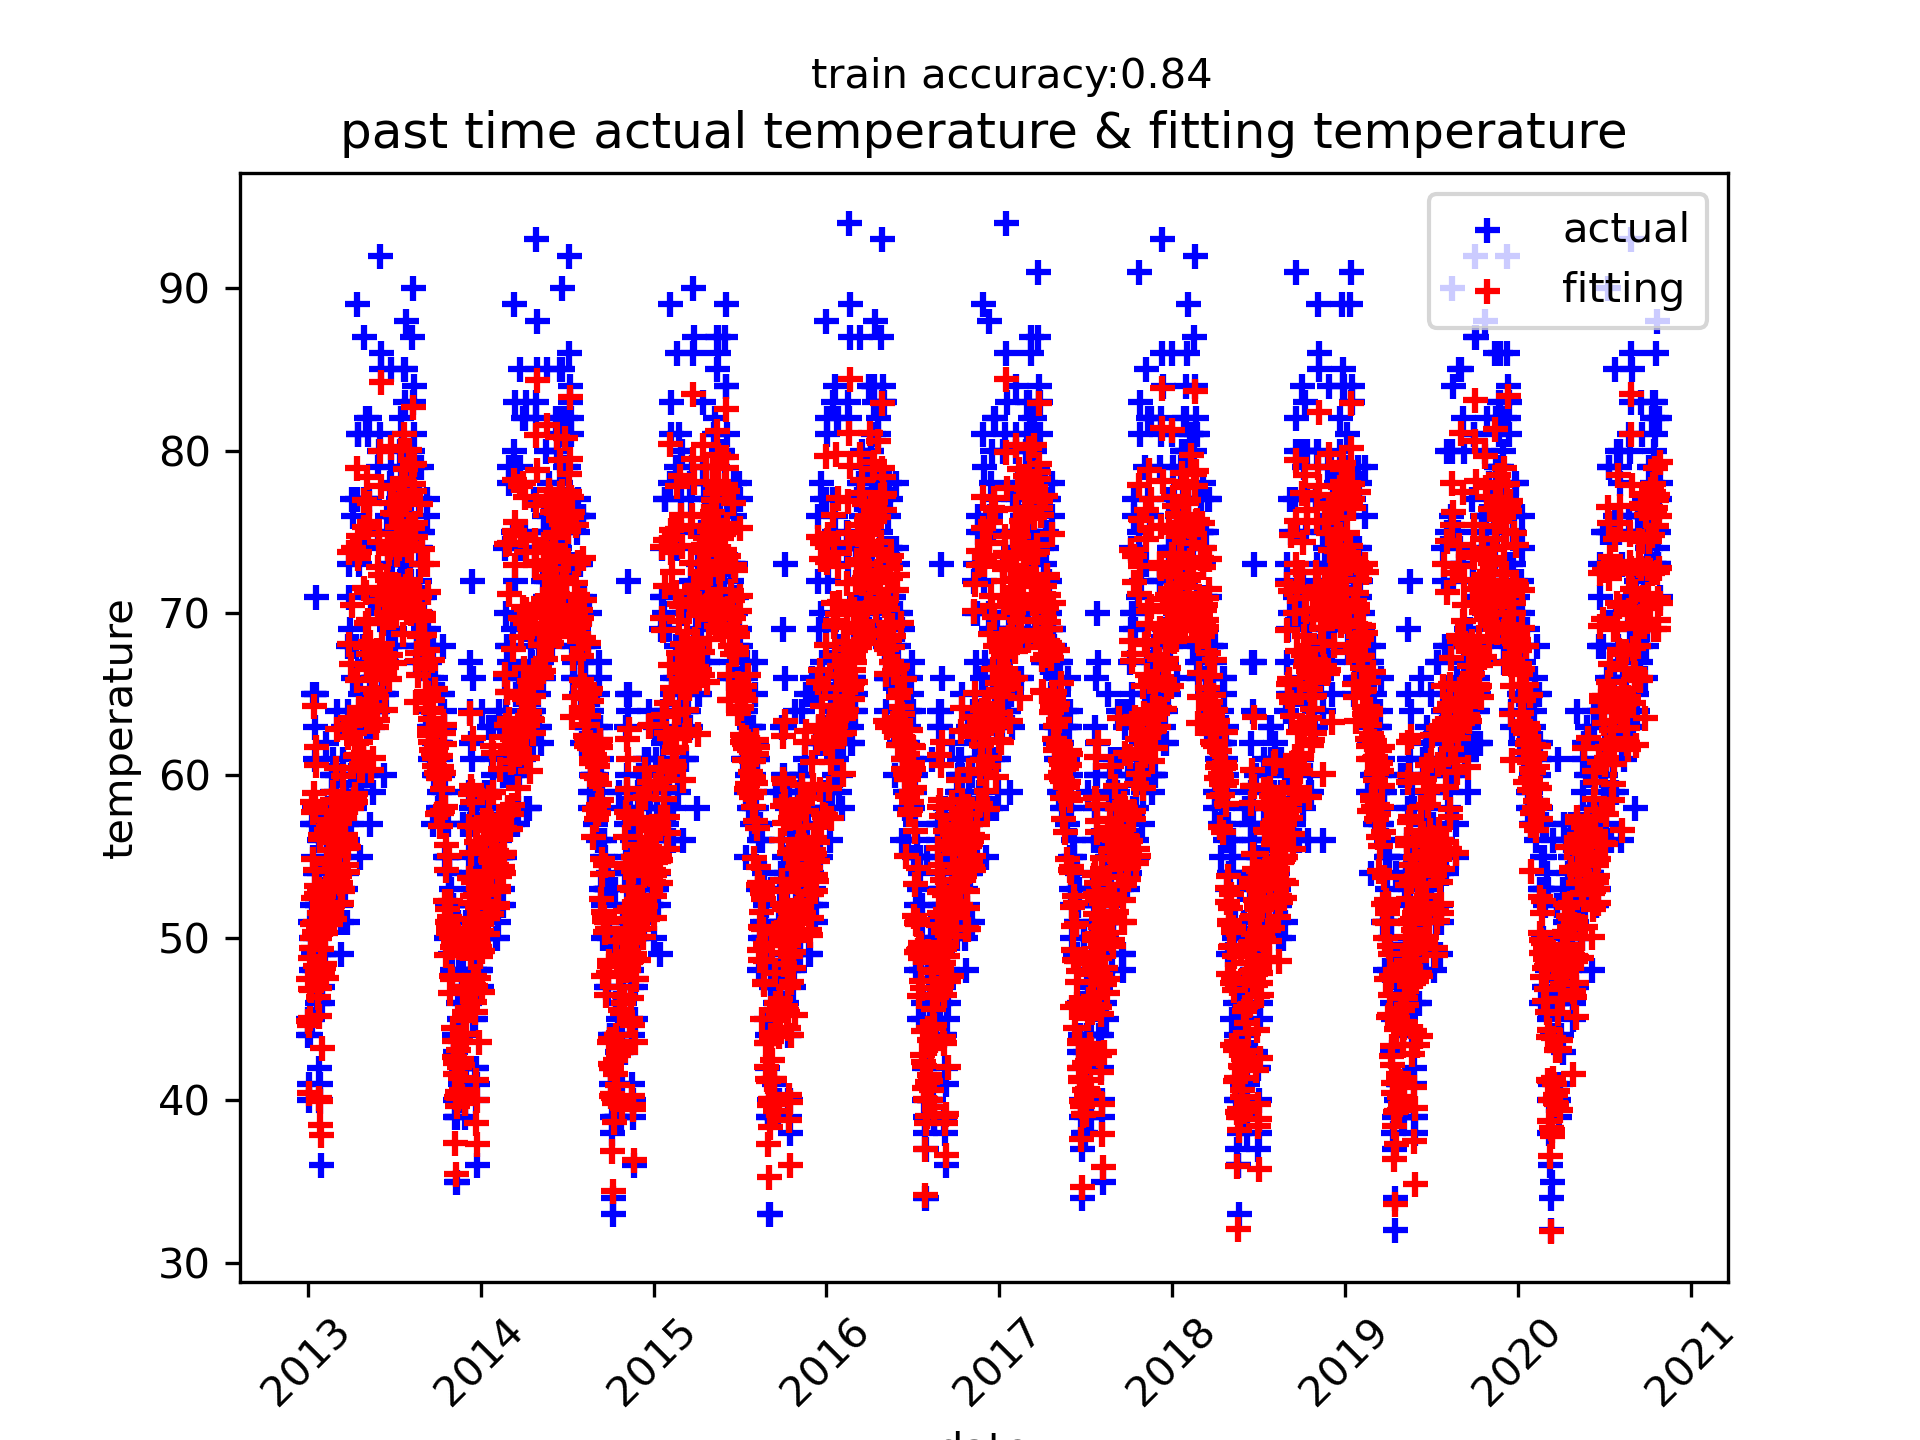 train accuracy:0.84
past time actual temperature & fitting temperature
actual
fitting
temperature
90
80
70
60
50
40
30
2013 2014 2015 2016 2017 2018 2019 2020 2021